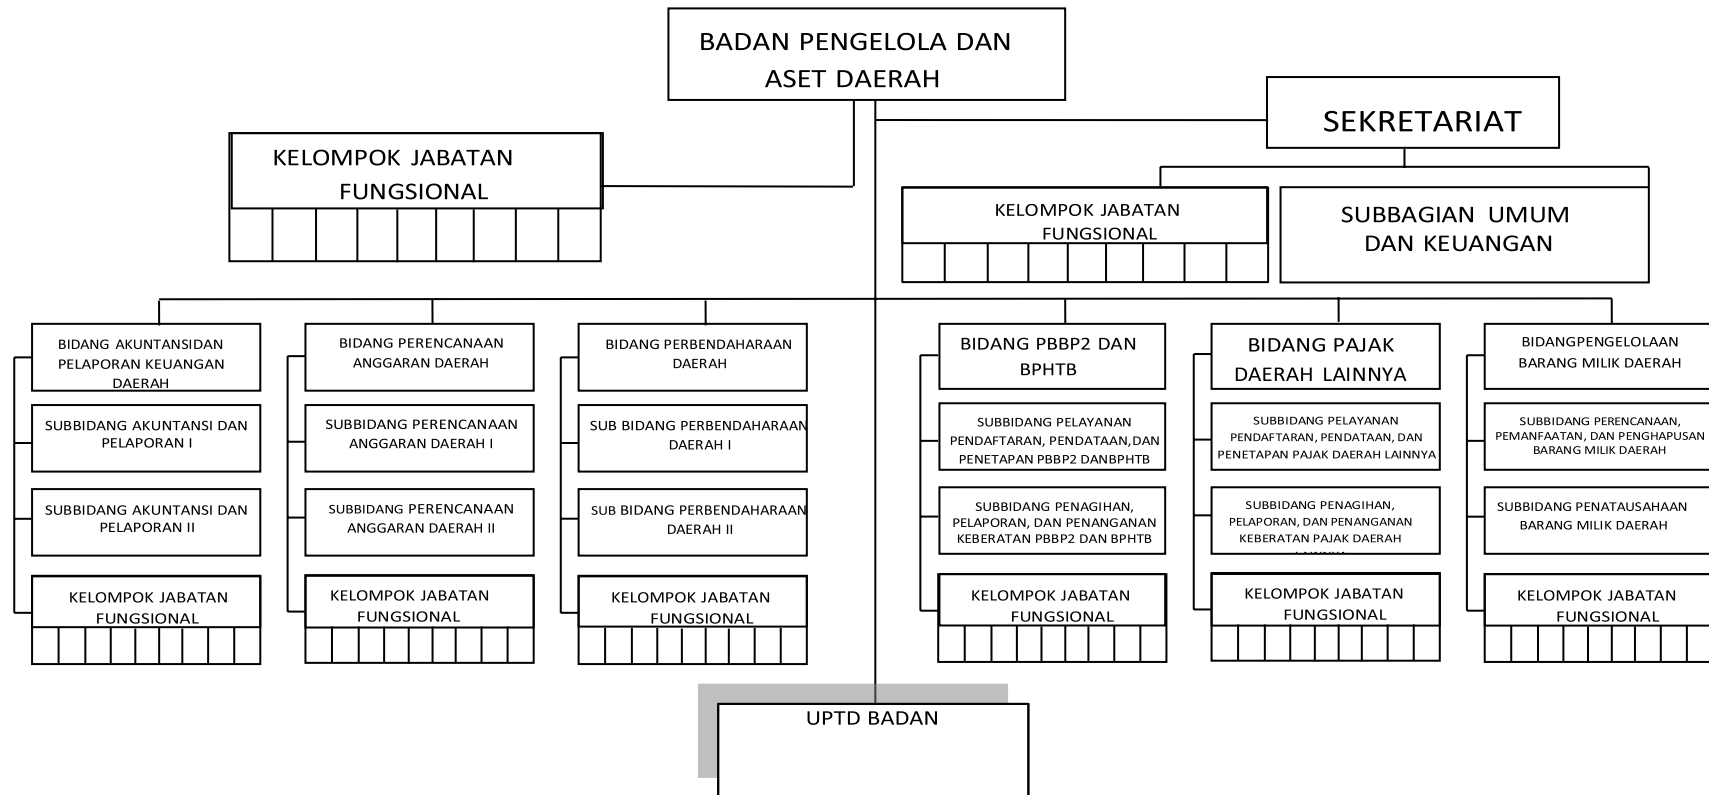 BADAN PENGELOLA DAN
ASET DAERAH
SEKRETARIAT
KELOMPOK JABATAN
FUNGSIONAL
KELOMPOK JABATAN
FUNGSIONAL
SUBBAGIAN UMUM
DAN KEUANGAN
BIDANG AKUNTANSIDAN
PELAPORAN KEUANGAN
DAERAH
SUBBIDANG AKUNTANSI DAN
PELAPORAN I
SUBBIDANG AKUNTANSI DAN
PELAPORAN II
KELOMPOK JABATAN
FUNGSIONAL
BIDANG PERENCANAAN
ANGGARAN DAERAH
SUBBIDANG PERENCANAAN
ANGGARAN DAERAH I
SUBBIDANG PERENCANAAN
ANGGARAN DAERAH II
KELOMPOK JABATAN
FUNGSIONAL
BIDANG PERBENDAHARAAN
DAERAH
SUB BIDANG PERBENDAHARAAN
DAERAH I
SUB BIDANG PERBENDAHARAAN
DAERAH II
KELOMPOK JABATAN
FUNGSIONAL
BIDANG PBBP2 DAN
BPHTB
SUBBIDANG PELAYANAN
PENDAFTARAN, PENDATAAN,DAN
PENETAPAN PBBP2 DANBPHTB
SUBBIDANG PENAGIHAN,
PELAPORAN, DAN PENANGANAN
KEBERATAN PBBP2 DAN BPHTB
KELOMPOK JABATAN
FUNGSIONAL
BIDANG PAJAK
DAERAH LAINNYA
SUBBIDANG PELAYANAN
PENDAFTARAN, PENDATAAN, DAN
PENETAPAN PAJAK DAERAH LAINNYA
SUBBIDANG PENAGIHAN,
PELAPORAN, DAN PENANGANAN
KEBERATAN PAJAK DAERAH
KELOMPOK JABATAN
FUNGSIONAL
BIDANGPENGELOLAAN
BARANG MILIK DAERAH
SUBBIDANG PERENCANAAN,
PEMANFAATAN, DAN PENGHAPUSAN
BARANG MILIK DAERAH
SUBBIDANG PENATAUSAHAAN
BARANG MILIK DAERAH
KELOMPOK JABATAN
FUNGSIONAL
UPTD BADAN